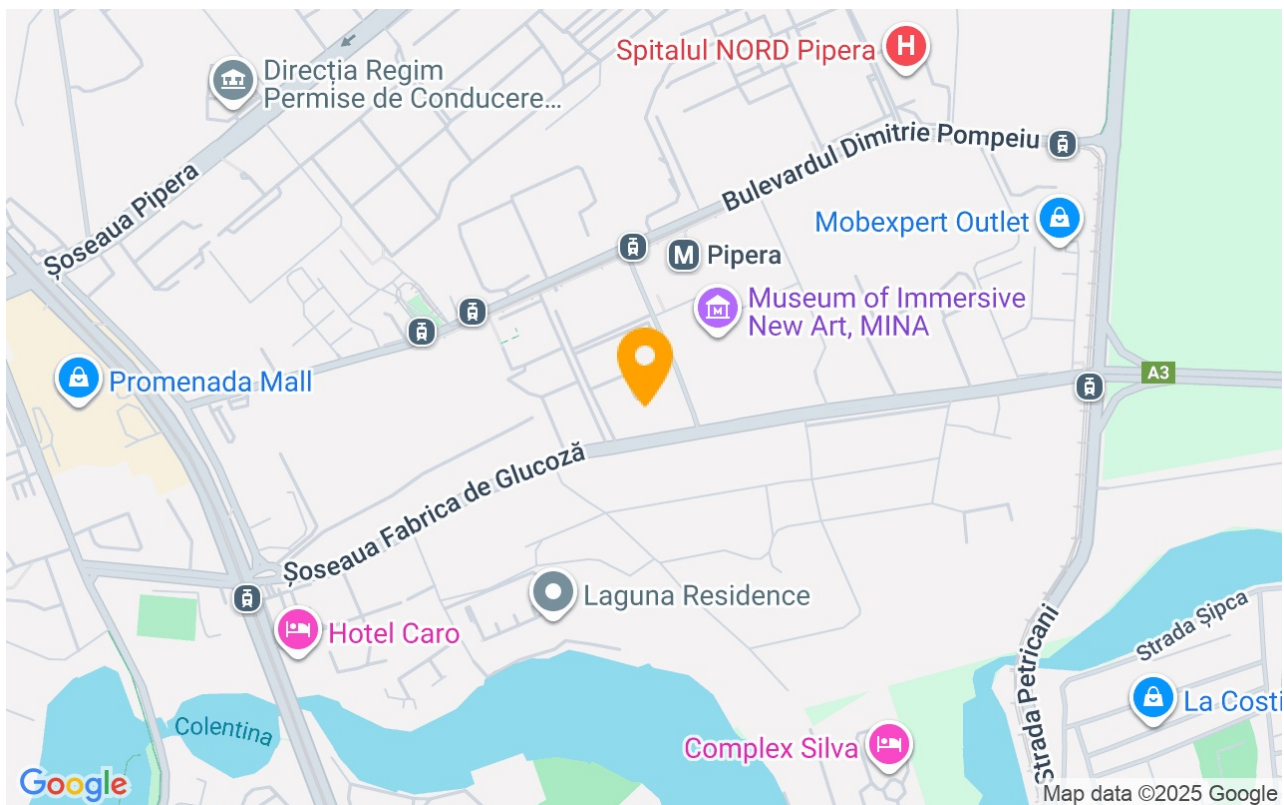 Spitalul NORD Pipera
H
Direcția Regim
Permise de Conducere...
Bulevardul Dimitrie Pompeiu
Șoseaua Pipera
Mobexpert Outlet
M
Pipera
Museum of Immersive
New Art, MINA
A3
Promenada Mall
Șoseaua Fabrica de Glucoză
Laguna Residence
Hotel Caro
Strada Șipca
Strada Petricani
La Costi
Colentina
Complex Silva
Google
Map data ©2025 Google